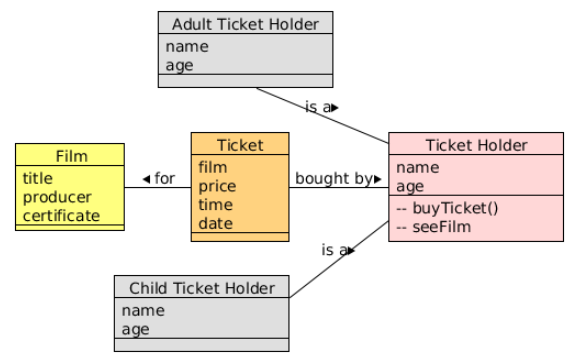 Adult Ticket Holder
name
age
is a
Film
title
producer
certificate
for
Ticket
film
price
time
date
bought by
Ticket Holder
name
age
-- buyTicket()
-- seeFilm
is a
Child Ticket Holder
name
age